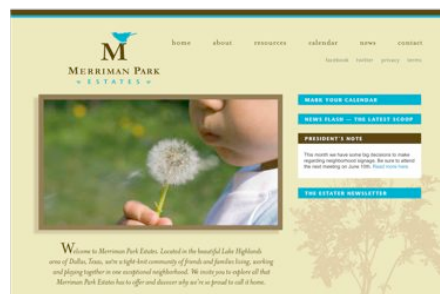 home about resources calendar news contact
facebook twitter privacy terms
M
MERRIMAN PARK
ESTATES
MARK YOUR CALENDAR
NEWS FLASH — THE LATEST SCOOP
PRESIDENT'S NOTE
This month we have some big decisions to make
regarding neighborhood signage. Be sure to attend
the next meeting on June 10th. Read more here
THE ESTATER NEWSLETTER
Welcome to Merriman Park Estates. Located in the beautiful Lake Highlands
area of Dallas, Texas, we're a tight-knit community of friends and families living, working
and playing together in one exceptional neighborhood. We invite you to explore all that
Merriman Park Estates has to offer and discover why we're so proud to call it home.